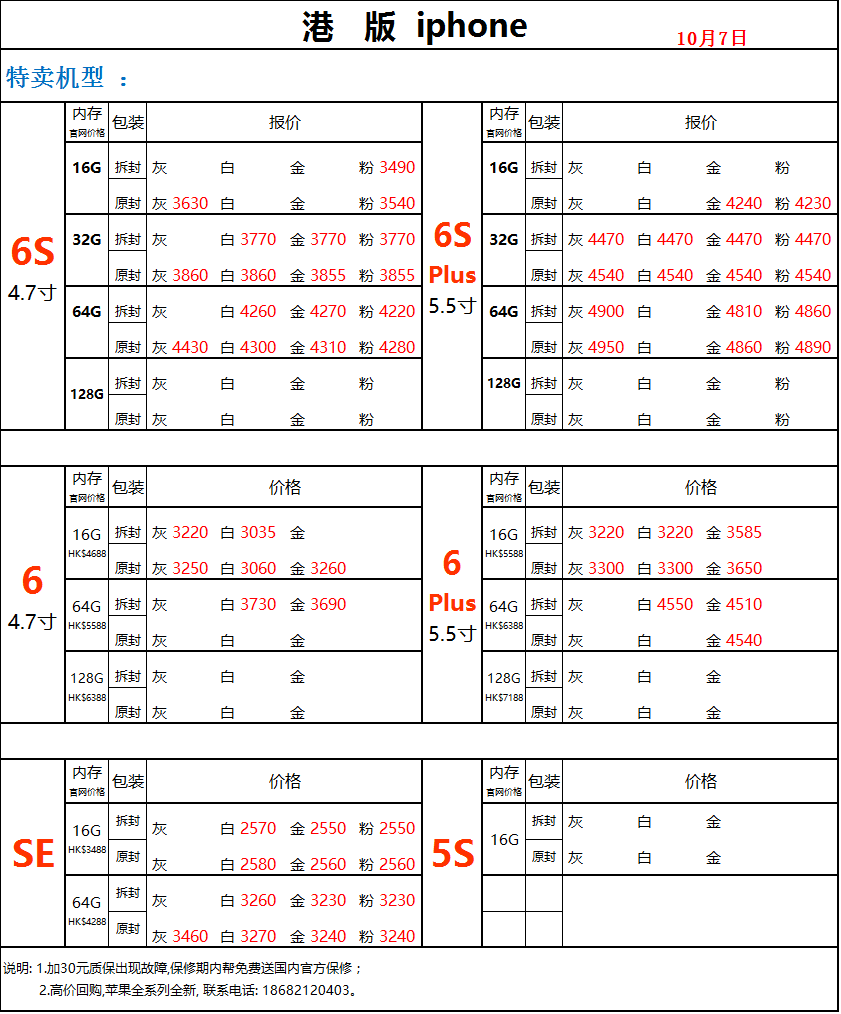 港 版 iphone
10月7日
特卖机型 ：
6S
4.7寸
内存
官网价格
包装
报价
16G
拆封 灰 白 金 粉 3490
原封 灰 3630 白 金 粉 3540
32G
拆封 灰 白 3770 金 3770 粉 3770
原封 灰 3860 白 3860 金 3855 粉 3855
64G
拆封 灰 白 4260 金 4270 粉 4220
原封 灰 4430 白 4300 金 4310 粉 4280
128G
拆封 灰 白 金 粉
原封 灰 白 金 粉
6S
Plus
5.5寸
内存
官网价格
包装
报价
16G
拆封 灰 白 金 粉
原封 灰 白 金 4240 粉 4230
32G
拆封 灰 4470 白 4470 金 4470 粉 4470
原封 灰 4540 白 4540 金 4540 粉 4540
64G
拆封 灰 4900 白 金 4810 粉 4860
原封 灰 4950 白 金 4860 粉 4890
128G
拆封 灰 白 金 粉
原封 灰 白 金 粉
6
4.7寸
内存
官网价格
包装
价格
16G
HK$4688
拆封 灰 3220 白 3035 金
原封 灰 3250 白 3060 金 3260
64G
HK$5588
拆封 灰 白 3730 金 3690
原封 灰 白 金
128G
HK$6388
拆封 灰 白 金
原封 灰 白 金
6
Plus
5.5寸
内存
官网价格
包装
价格
16G
HK$5588
拆封 灰 3220 白 3220 金 3585
原封 灰 3300 白 3300 金 3650
64G
HK$6388
拆封 灰 白 4550 金 4510
原封 灰 白 金 4540
128G
HK$7188
拆封 灰 白 金
原封 灰 白 金
SE
内存
官网价格
包装
价格
16G
HK$3488
拆封 灰 白 2570 金 2550 粉 2550
原封 灰 白 2580 金 2560 粉 2560
64G
HK$4288
拆封 灰 白 3260 金 3230 粉 3230
原封 灰 3460 白 3270 金 3240 粉 3240
5S
内存
官网价格
包装
价格
16G
拆封 灰 白 金
原封 灰 白 金
说明: 1.加30元质保出现故障,保修期内帮免费送国内官方保修；
2.高价回购,苹果全系列全新, 联系电话: 18682120403。